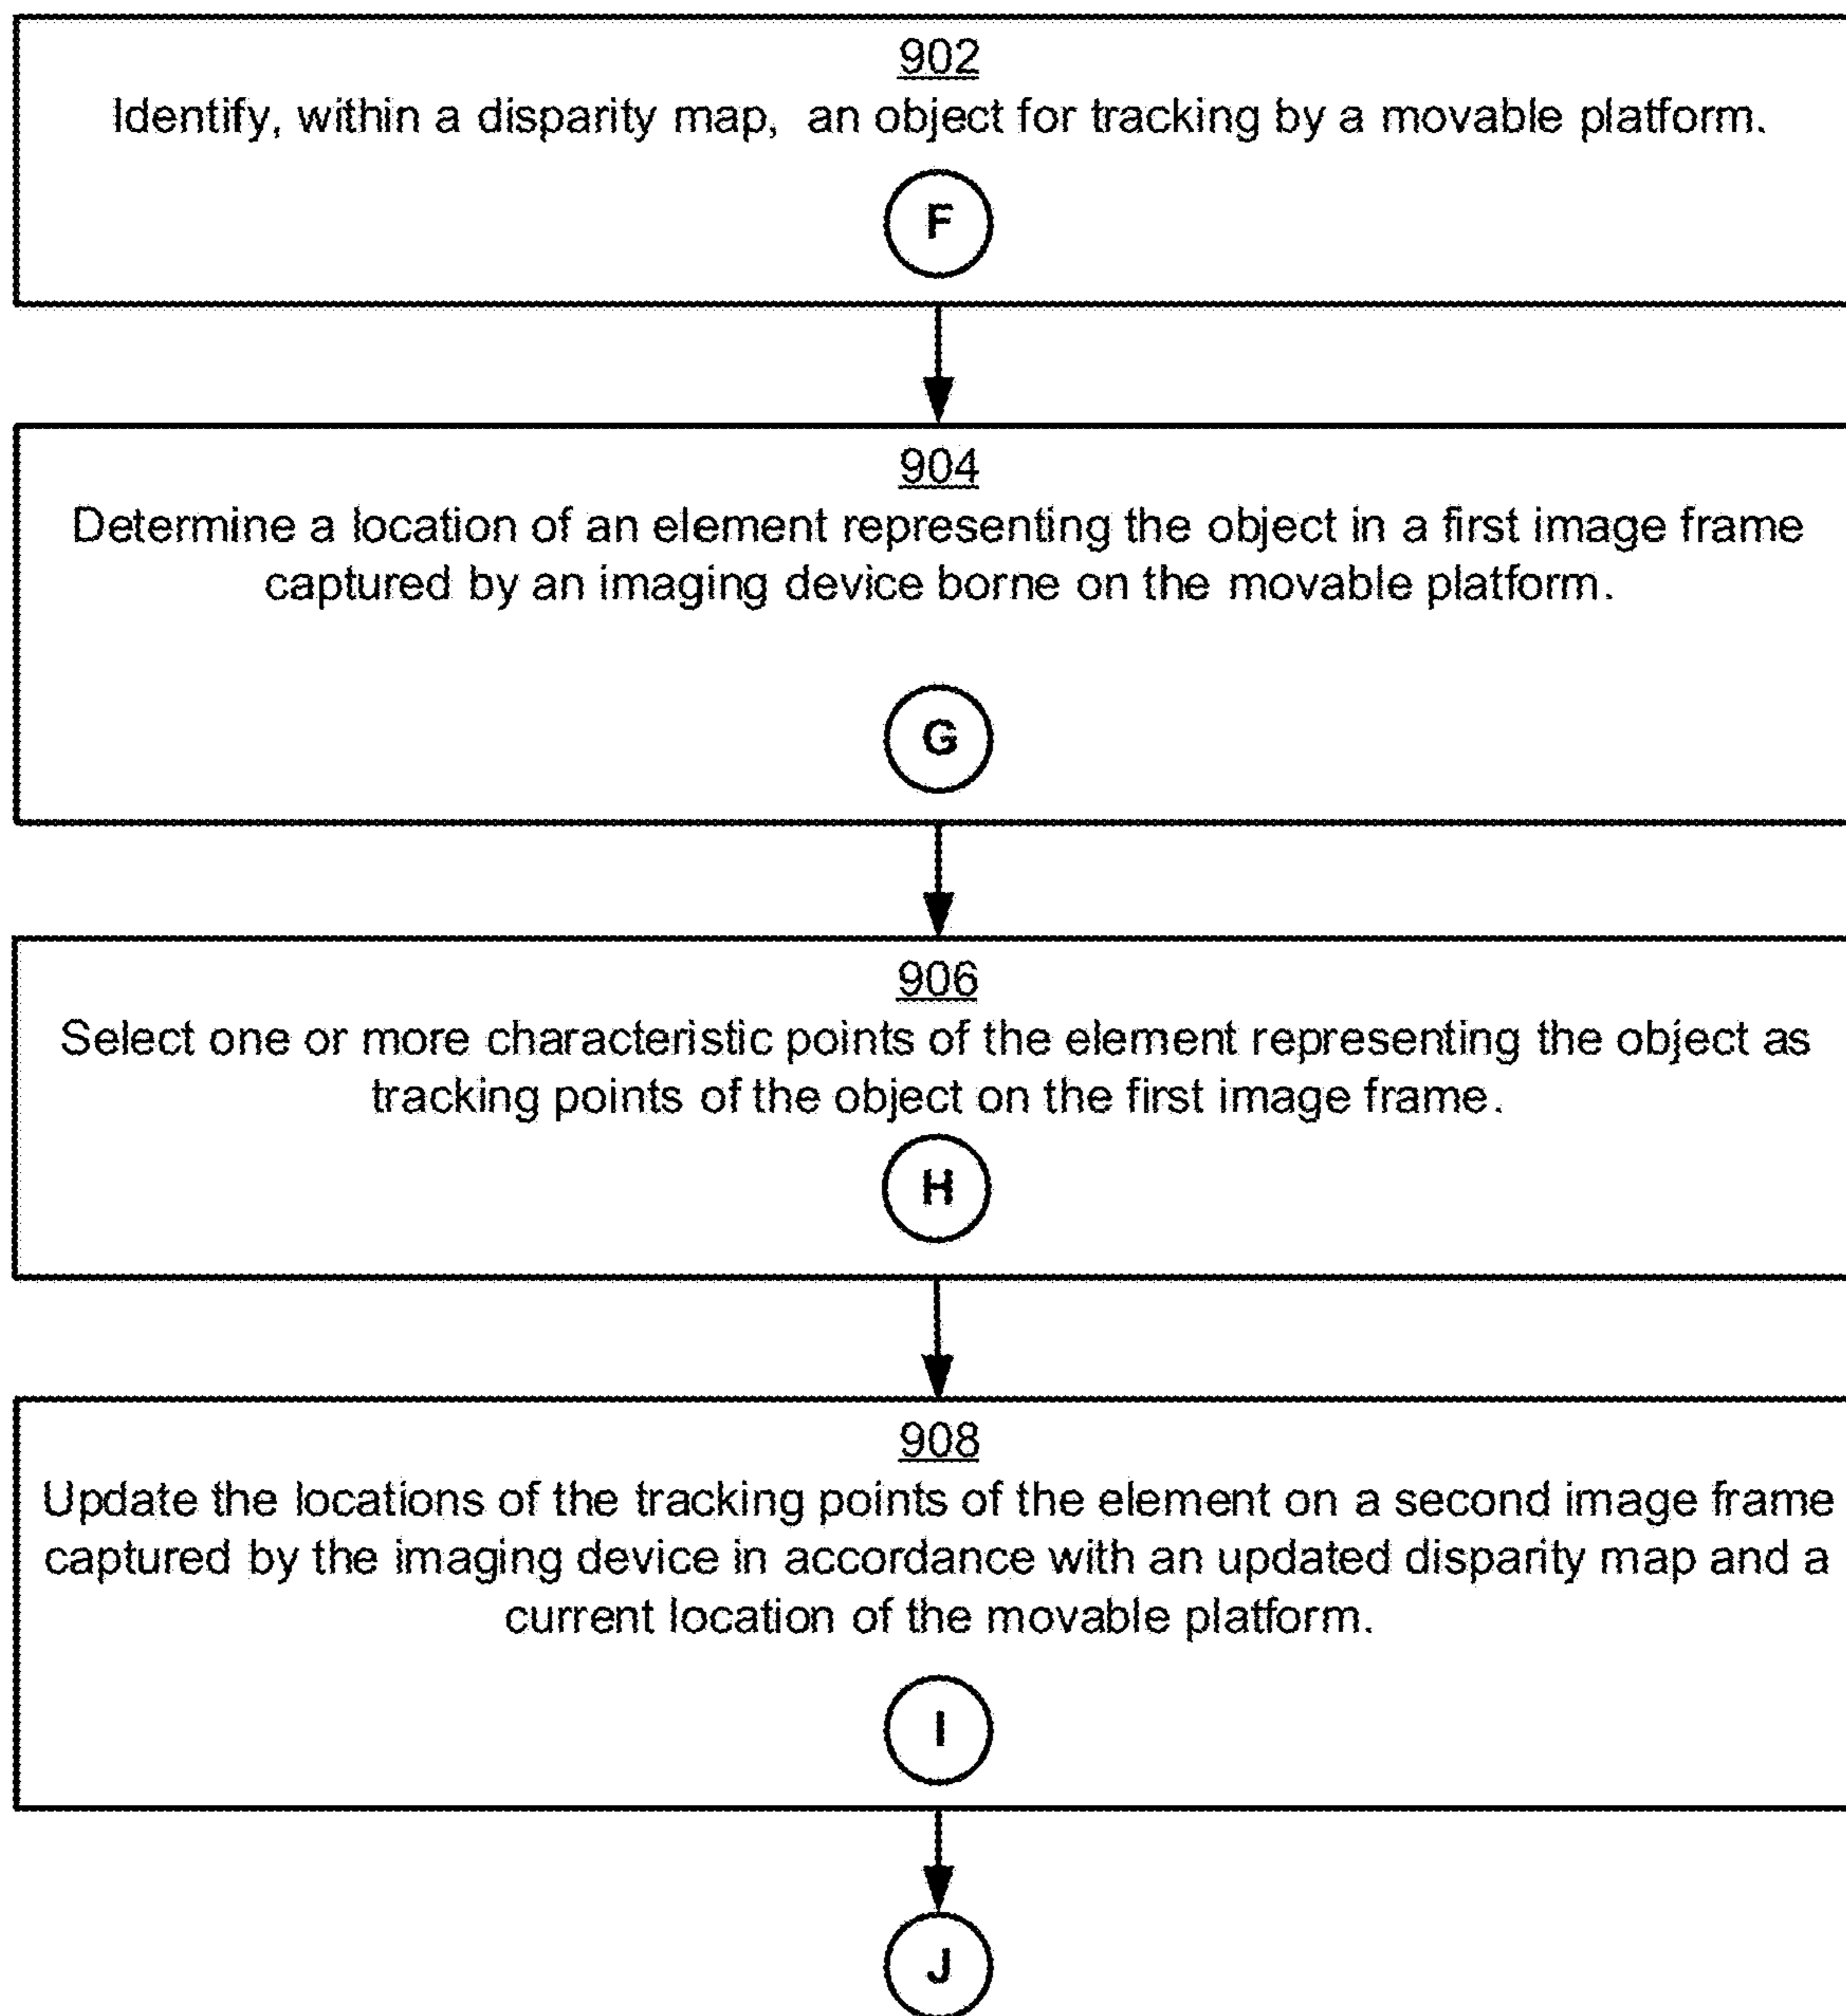 902
Identify, within a disparity map, an object for tracking by a movable platform.
F
904
Determine a location of an element representing the object in a first image frame
captured by an imaging device borne on the movable platform.
G
906
Select one or more characteristic points of the element representing the object as
tracking points of the object on the first image frame.
H
908
Update the locations of the tracking points of the element on a second image frame
captured by the imaging device in accordance with an updated disparity map and a
current location of the movable platform.
I
J